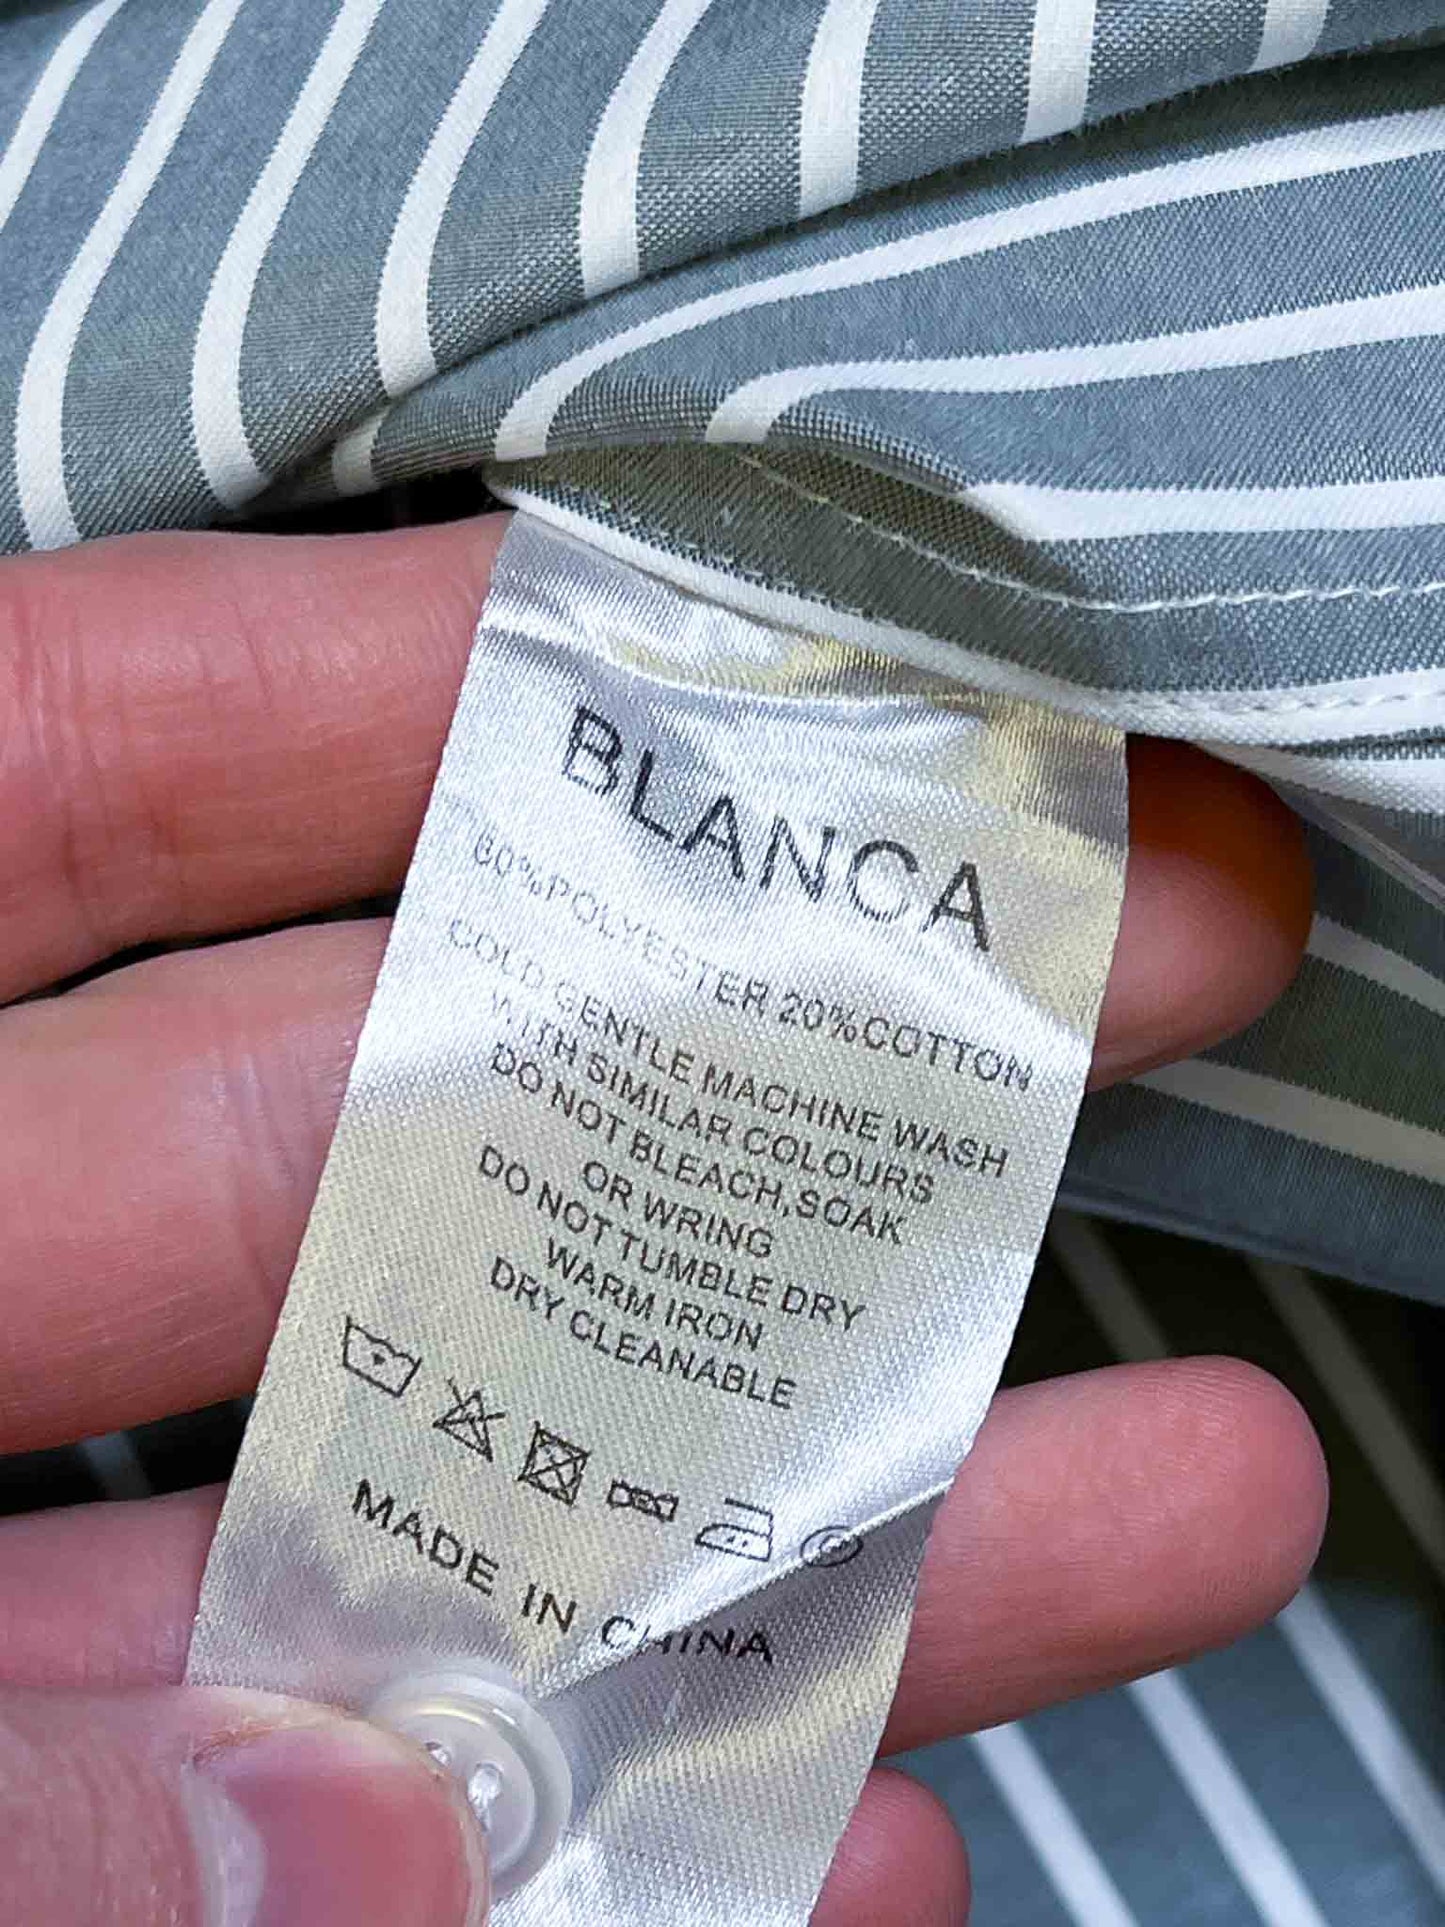 BLANCA
80%POLYESTER 20%COTTON
COLD GENTLE MACHINE WASH
WITH SIMILAR COLOURS
DO NOT BLEACH,SOAK
OR WRING
DO NOT TUMBLE DRY
WARM IRON
DRY CLEANABLE
MADE IN CHINA